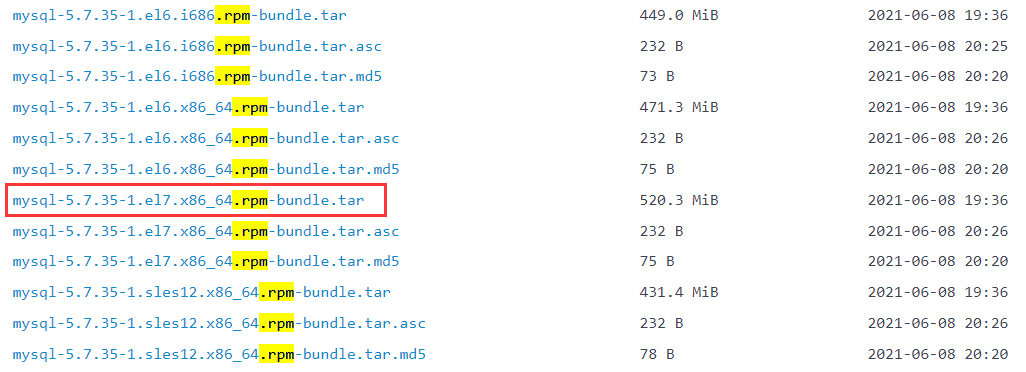 mysql-5.7.35-1.el6.i686.rpm-bundle.tar 449.0 MiB 2021-06-08 19:36
mysql-5.7.35-1.el6.i686.rpm-bundle.tar.asc 232 B 2021-06-08 20:25
mysql-5.7.35-1.el6.i686.rpm-bundle.tar.md5 73 B 2021-06-08 20:20
mysql-5.7.35-1.el6.x86_64.rpm-bundle.tar 471.3 MiB 2021-06-08 19:36
mysql-5.7.35-1.el6.x86_64.rpm-bundle.tar.asc 232 B 2021-06-08 20:26
mysql-5.7.35-1.el6.x86_64.rpm-bundle.tar.md5 75 B 2021-06-08 20:20
mysql-5.7.35-1.el7.x86_64.rpm-bundle.tar 520.3 MiB 2021-06-08 19:36
mysql-5.7.35-1.el7.x86_64.rpm-bundle.tar.asc 232 B 2021-06-08 20:26
mysql-5.7.35-1.el7.x86_64.rpm-bundle.tar.md5 75 B 2021-06-08 20:20
mysql-5.7.35-1.sles12.x86_64.rpm-bundle.tar 431.4 MiB 2021-06-08 19:36
mysql-5.7.35-1.sles12.x86_64.rpm-bundle.tar.asc 232 B 2021-06-08 20:26
mysql-5.7.35-1.sles12.x86_64.rpm-bundle.tar.md5 78 B 2021-06-08 20:20